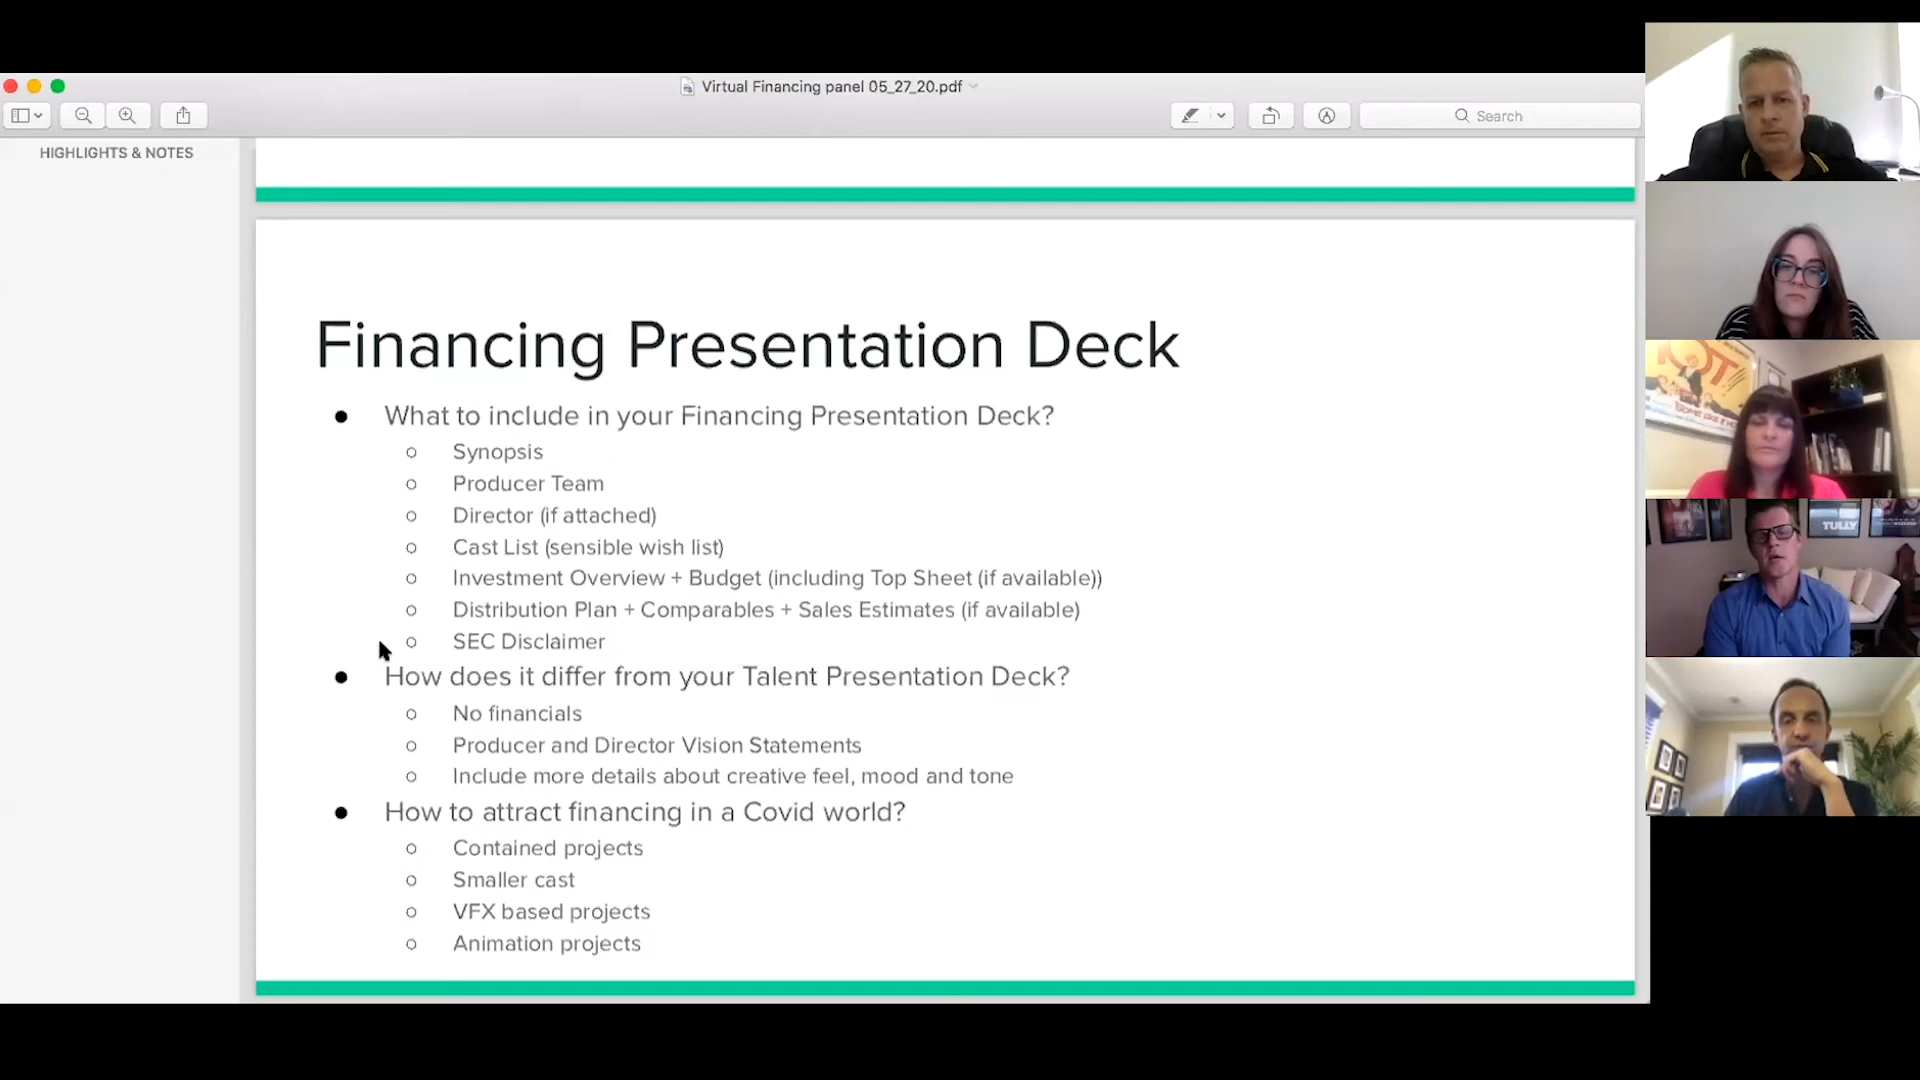 Virtual Financing panel 05_27_20.pdf
Search
HIGHLIGHTS & NOTES
Financing Presentation Deck
What to include in your Financing Presentation Deck?
Synopsis
Producer Team
Director (if attached)
Cast List (sensible wish list)
Investment Overview + Budget (including Top Sheet (if available))
Distribution Plan + Comparables + Sales Estimates (if available)
SEC Disclaimer
How does it differ from your Talent Presentation Deck?
No financials
Producer and Director Vision Statements
Include more details about creative feel, mood and tone
How to attract financing in a Covid world?
Contained projects
Smaller cast
VFX based projects
Animation projects
HOT
SOME LIKE IT
TULLY